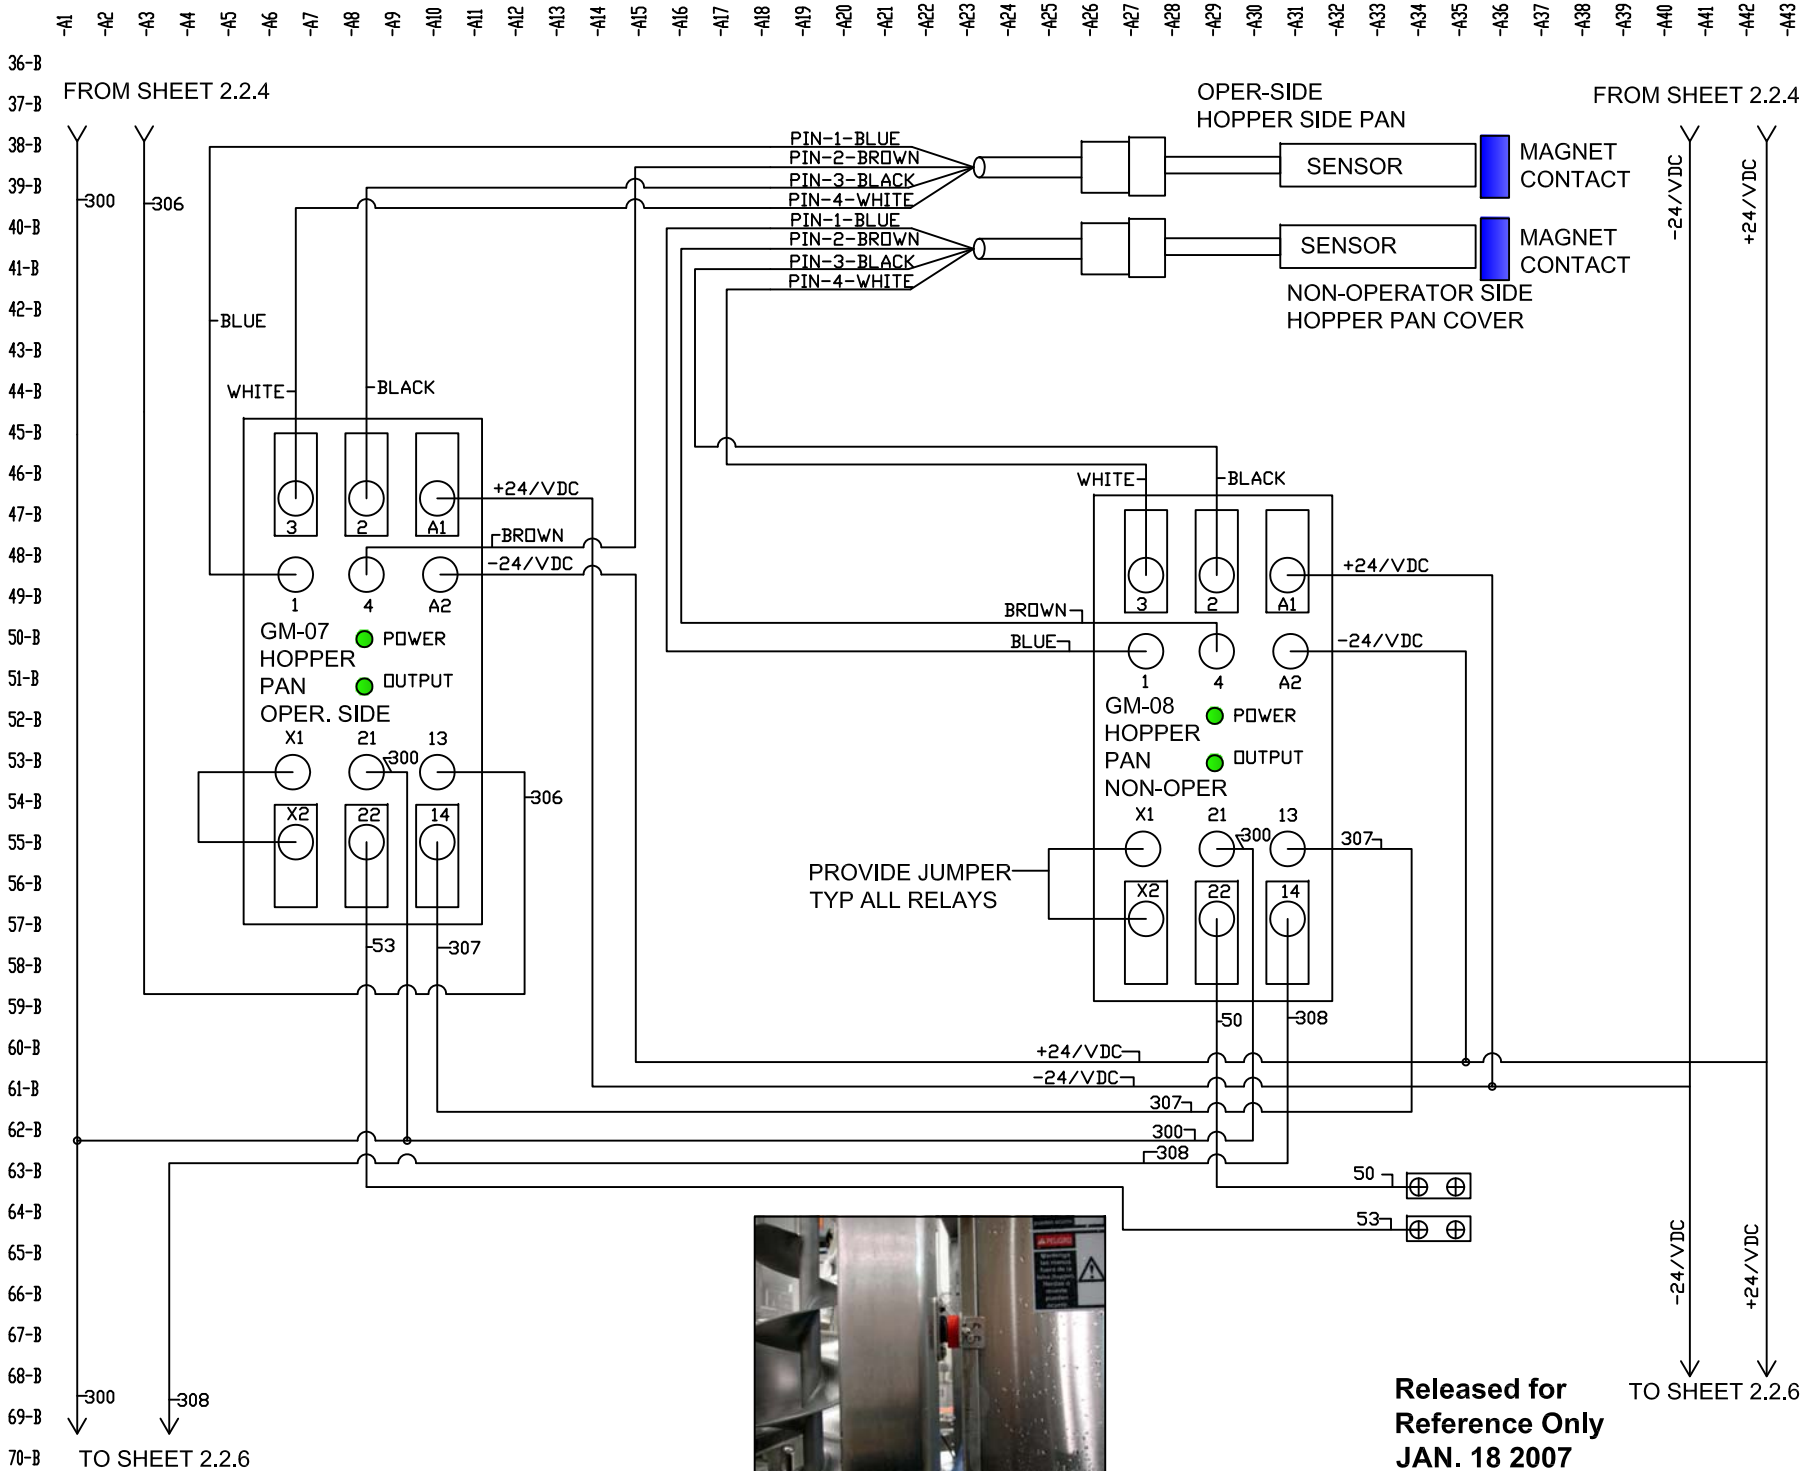 -A1 -A2 -A3 -A4 -A5 -A6 -A7 -A8 -A9 -A10 -A11 -A12 -A13 -A14 -A15 -A16 -A17 -A18 -A19 -A20 -A21 -A22 -A23 -A24 -A25 -A26 -A27 -A28 -A29 -A30 -A31 -A32 -A33 -A34 -A35 -A36 -A37 -A38 -A39 -A40 -A41 -A42 -A43
36-B
37-B
38-B
39-B
40-B
41-B
42-B
43-B
44-B
45-B
46-B
47-B
48-B
49-B
50-B
51-B
52-B
53-B
54-B
55-B
56-B
57-B
58-B
59-B
60-B
61-B
62-B
63-B
64-B
65-B
66-B
67-B
68-B
69-B
70-B
FROM SHEET 2.2.4
300
306
BLUE
WHITE
BLACK
PIN-1-BLUE
PIN-2-BROWN
PIN-3-BLACK
PIN-4-WHITE
PIN-1-BLUE
PIN-2-BROWN
PIN-3-BLACK
PIN-4-WHITE
OPER-SIDE
HOPPER SIDE PAN
SENSOR
MAGNET
CONTACT
SENSOR
MAGNET
CONTACT
NON-OPERATOR SIDE
HOPPER PAN COVER
FROM SHEET 2.2.4
-24/VDC
+24/VDC
3 2 A1
+24/VDC
BROWN
-24/VDC
1 4 A2
GM-07
HOPPER
PAN
OPER. SIDE
POWER
OUTPUT
X1 21 13
300
306
X2 22 14
53
307
WHITE
BLACK
3 2 A1
+24/VDC
BROWN
BLUE
-24/VDC
1 4 A2
GM-08
HOPPER
PAN
NON-OPER
POWER
OUTPUT
X1 21 13
300
307
X2 22 14
PROVIDE JUMPER
TYP ALL RELAYS
50
308
+24/VDC
-24/VDC
307
300
308
50
53
PELIGRO
-24/VDC
+24/VDC
300
308
TO SHEET 2.2.6
Released for
Reference Only
JAN. 18 2007
TO SHEET 2.2.6